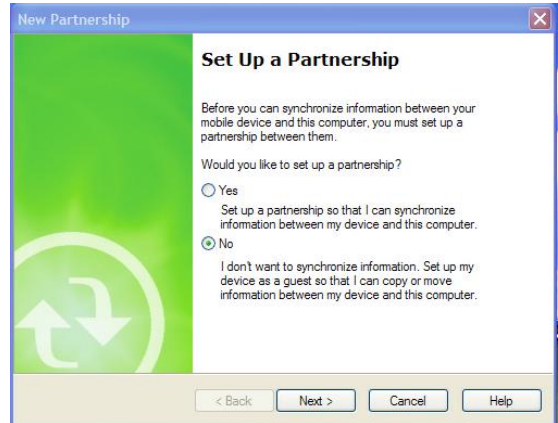 New Partnership
Set Up a Partnership
Before you can synchronize information between your
mobile device and this computer, you must set up a
partnership between them.
Would you like to set up a partnership?
Yes
Set up a partnership so that I can synchronize
information between my device and this computer.
No
I don't want to synchronize information. Set up my
device as a guest so that I can copy or move
information between my device and this computer.
< Back Next > Cancel Help